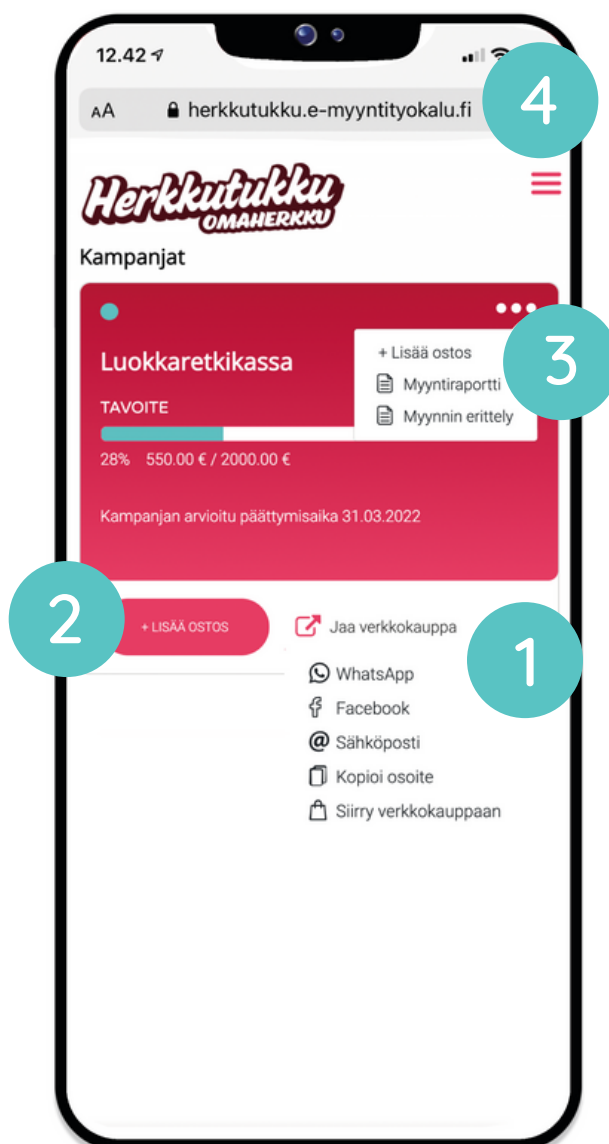 12.42
4
AA herkkutukku.e-myyntityokalu.fi
Herkkutukku
OMAHERKKU
Kampanjat
Luokkaretkikassa
+ Lisää ostos
3
Myyntiraportti
Myynnin erittely
TAVOITE
28% 550.00 € / 2000.00 €
Kampanjan arvioitu päättymisaika 31.03.2022
2
+ LISÄÄ OSTOS
Jaa verkkokauppa
1
WhatsApp
Facebook
@ Sähköposti
Kopioi osoite
Siirry verkkokauppaan